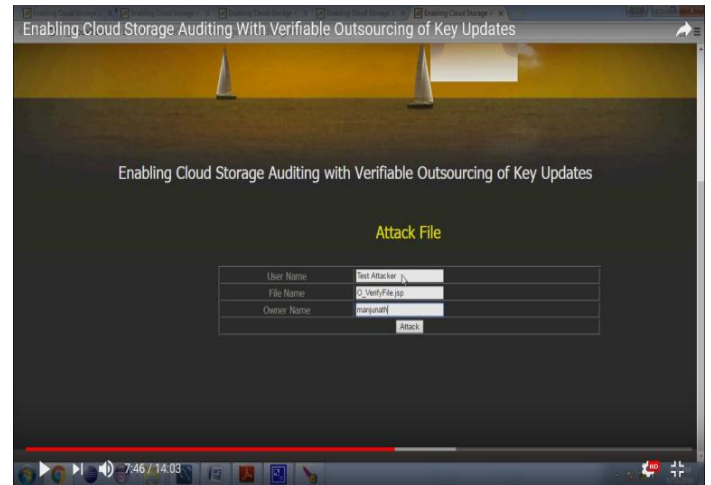 Enabling Cloud Storage Auditing With Verifiable Outsourcing of Key Updates
Enabling Cloud Storage Auditing with Verifiable Outsourcing of Key Updates
Attack File
User Name Test Attacker
File Name O_VerifyFile.jsp
Owner Name manjunath
Attack
7:46 / 14:03
HD